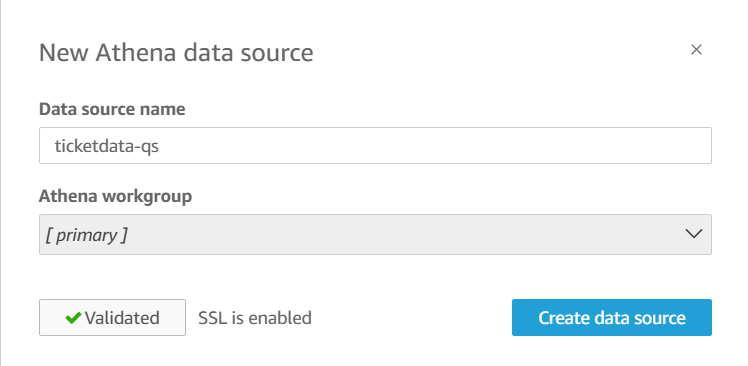 New Athena data source
Data source name
ticketdata-qs
Athena workgroup
[ primary ]
Validated SSL is enabled Create data source